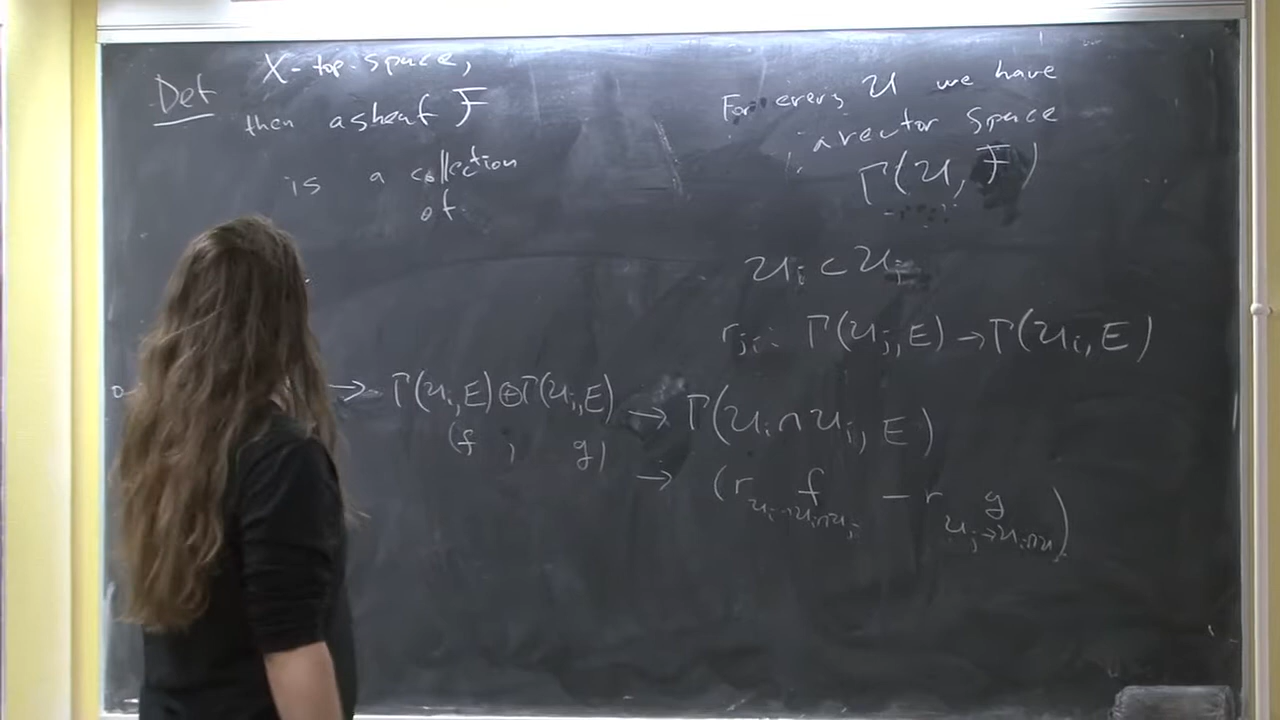 Def X - top. space,
then a sheaf F
is a collection
of
For every U we have
a vector space
Γ(U, F)
U_i ⊂ U_j
r_ji: Γ(U_j, E) → Γ(U_i, E)
0 → Γ(U_i, E) ⊕ Γ(U_j, E) → Γ(U_i ∩ U_j, E)
(f , g) → (r_{U_i→U_i∩U_j} f − r_{U_j→U_i∩U_j} g)